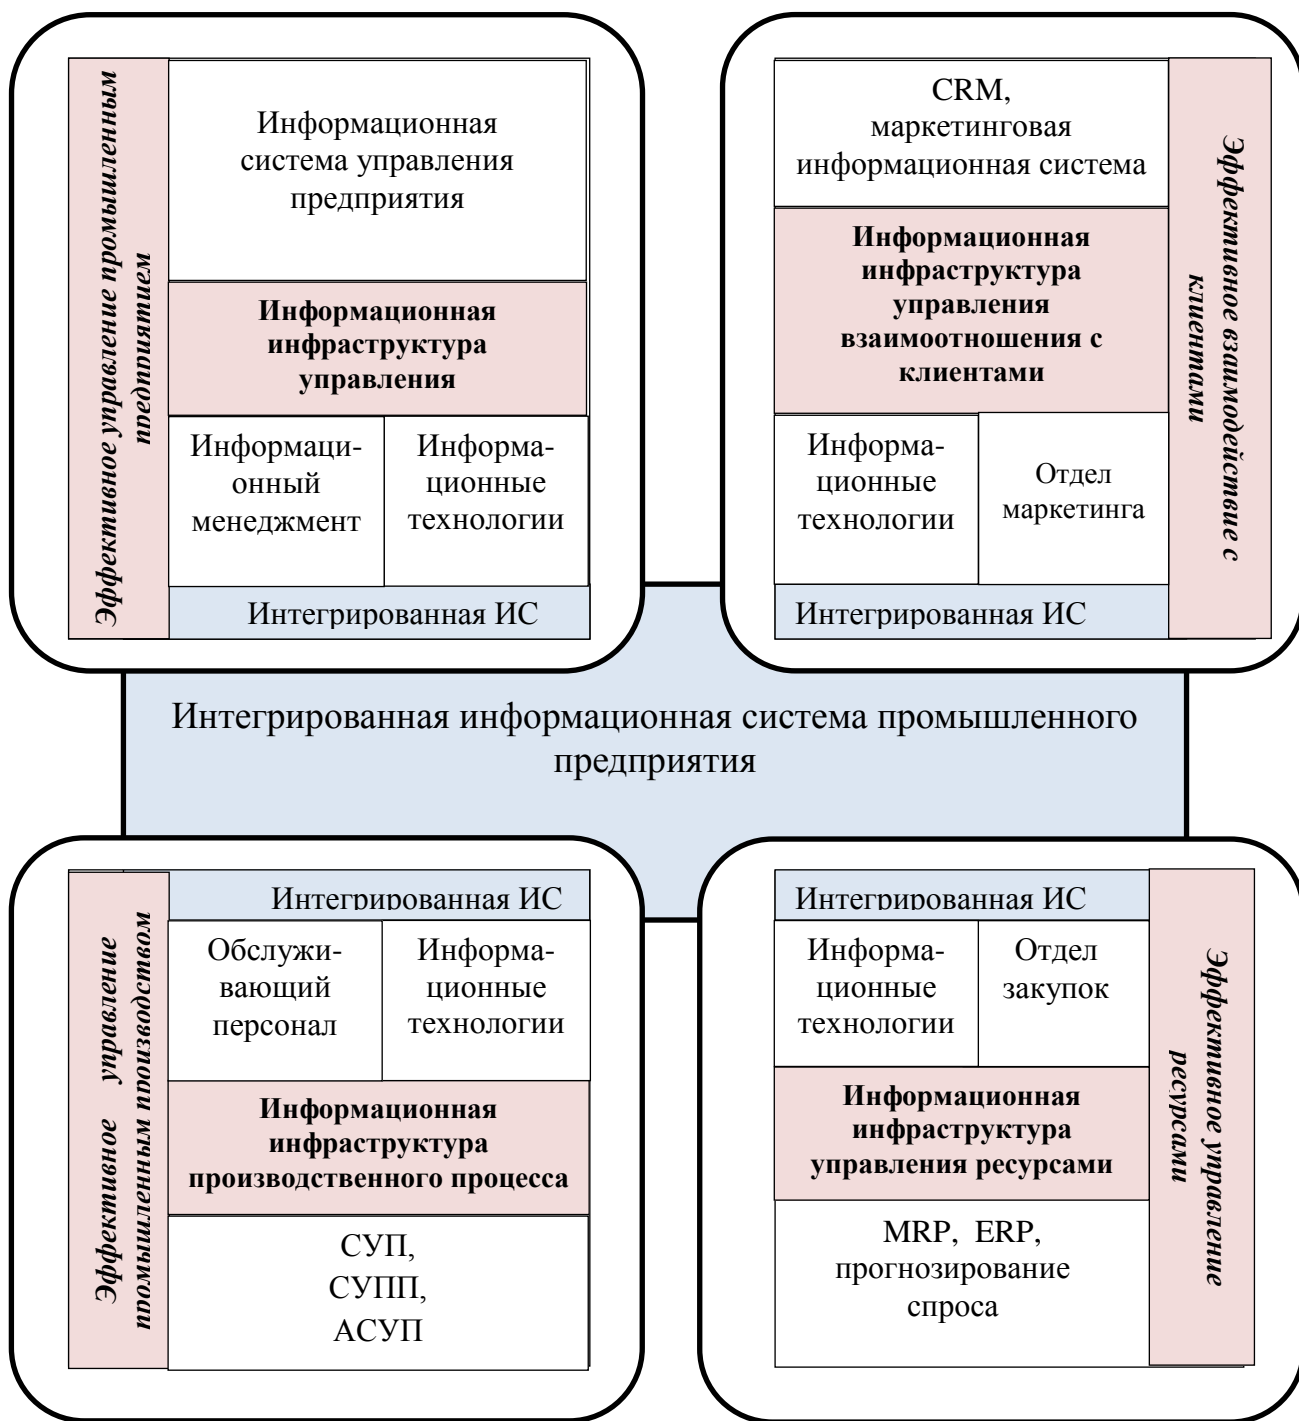 Эффективное управление промышленным
предприятием
Информационная
система управления
предприятия
Информационная
инфраструктура
управления
Информаци-
онный
менеджмент
Информа-
ционные
технологии
Интегрированная ИС
CRM,
маркетинговая
информационная система
Информационная
инфраструктура
управления
взаимоотношения с
клиентами
Информа-
ционные
технологии
Отдел
маркетинга
Интегрированная ИС
Эффективное взаимодействие с
клиентами
Интегрированная информационная система промышленного
предприятия
Эффективное управление
промышленным производством
Интегрированная ИС
Обслужи-
вающий
персонал
Информа-
ционные
технологии
Информационная
инфраструктура
производственного процесса
СУП,
СУПП,
АСУП
Интегрированная ИС
Информа-
ционные
технологии
Отдел
закупок
Информационная
инфраструктура
управления ресурсами
MRP, ERP,
прогнозирование
спроса
Эффективное управление
ресурсами